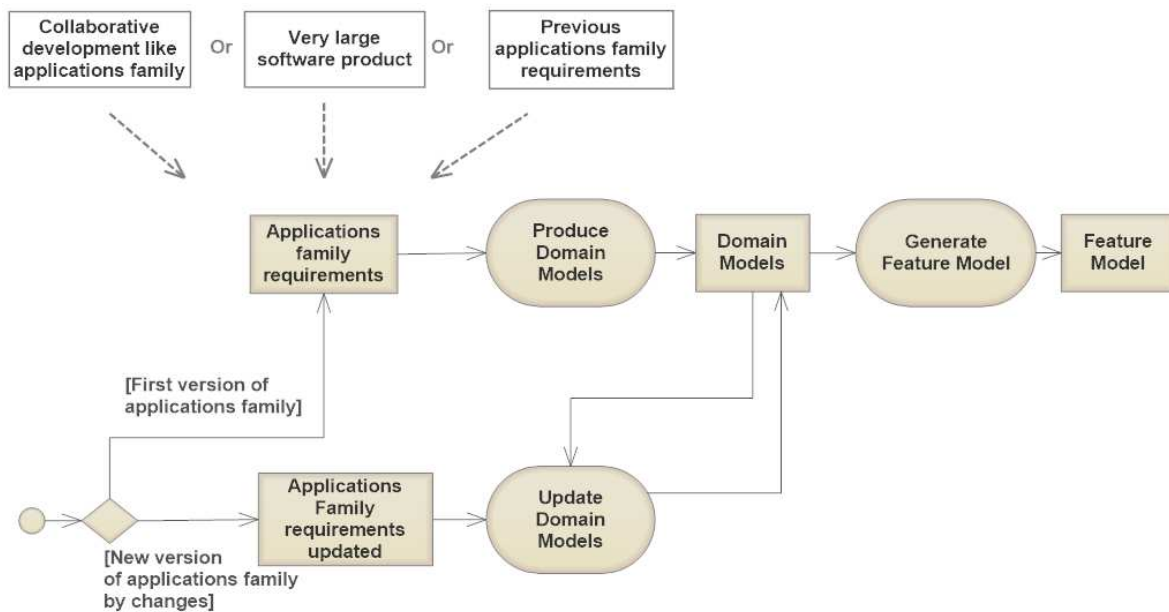 Collaborative
development like
applications family
Or
Very large
software product
Or
Previous
applications family
requirements
Applications
family
requirements
Produce
Domain
Models
Domain
Models
Generate
Feature Model
Feature
Model
[First version of
applications family]
Applications
Family
requirements
updated
Update
Domain
Models
[New version
of applications family
by changes]